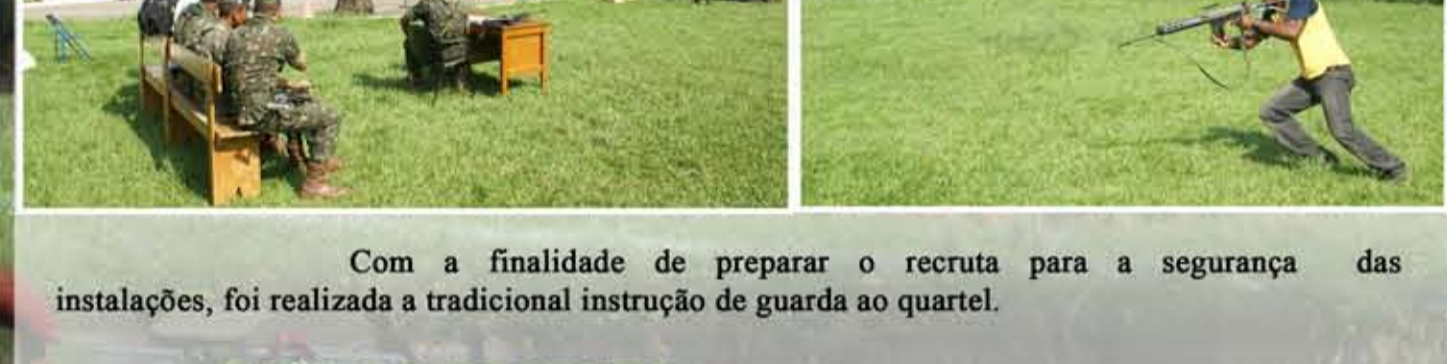 Com a finalidade de preparar o recruta para a segurança das
instalações, foi realizada a tradicional instrução de guarda ao quartel.